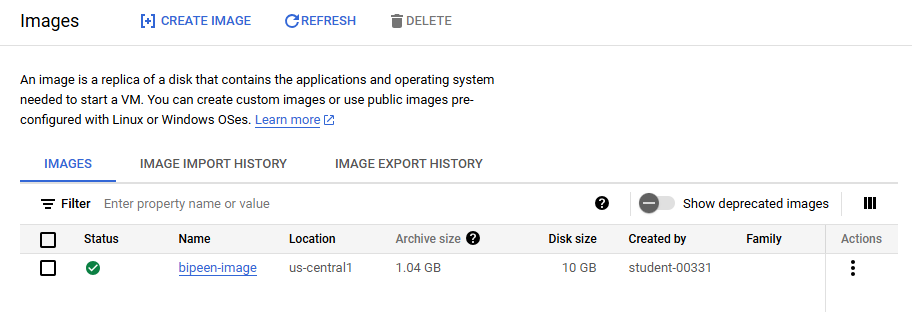 Images CREATE IMAGE REFRESH DELETE
An image is a replica of a disk that contains the applications and operating system
needed to start a VM. You can create custom images or use public images pre-
configured with Linux or Windows OSes. Learn more
IMAGES IMAGE IMPORT HISTORY IMAGE EXPORT HISTORY
Filter Enter property name or value ? Show deprecated images
Status Name Location Archive size ? Disk size Created by Family Actions
bipeen-image us-central1 1.04 GB 10 GB student-00331